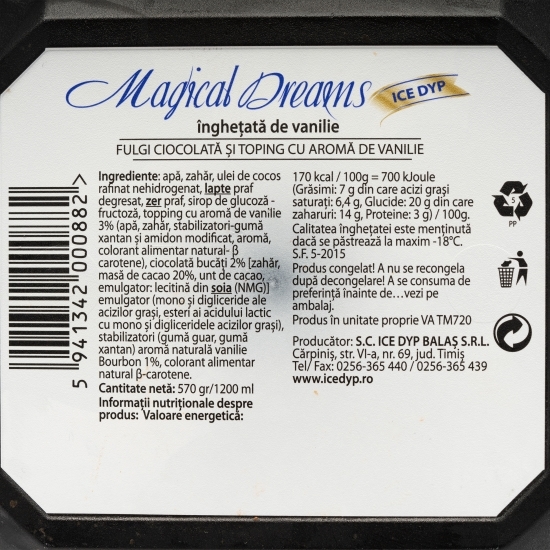 Magical Dreams
ICE DYP
înghețată de vanilie
FULGI CIOCOLATĂ ȘI TOPING CU AROMĂ DE VANILIE
Ingrediente: apă, zahăr, ulei de cocos
rafinat nehidrogenat, lapte praf
degresat, zer praf, sirop de glucoză -
fructoză, topping cu aromă de vanilie
3% (apă, zahăr, stabilizatori-gumă
xantan și amidon modificat, aromă,
colorant alimentar natural- β
carotene), ciocolată bucăți 2% [zahăr,
masă de cacao 20%, unt de cacao,
emulgator: lecitină din soia (NMG)]
emulgator (mono și digliceride ale
acizilor grași, esteri ai acidului lactic
cu mono și digliceridele acizilor grași),
stabilizatori (gumă guar, gumă
xantan) aromă naturală vanilie
Bourbon 1%, colorant alimentar
natural β-carotene.
Cantitate netă: 570 gr/1200 ml
Informații nutriționale despre
produs: Valoare energetică:
170 kcal / 100g = 700 kJoule
(Grăsimi: 7 g din care acizi grași
saturați: 6,4 g, Glucide: 20 g din care
zaharuri: 14 g, Proteine: 3 g) / 100g.
Calitatea înghețatei este menținută
dacă se păstrează la maxim -18°C.
S.F. 5-2015
Produs congelat! A nu se recongela
după decongelare! A se consuma de
preferință înainte de...vezi pe
ambalaj.
Produs în unitate proprie VA TM720
Producător: S.C. ICE DYP BALAȘ S.R.L.
Cărpiniș, str. VI-a, nr. 69, jud. Timiș
Tel/ Fax: 0256-365 440 / 0256-365 439
www.icedyp.ro
5 941342 000882 >
5
PP